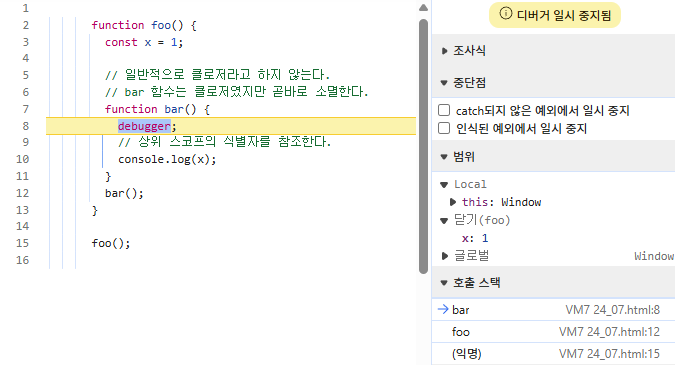 1
2 function foo() {
3 const x = 1;
4
5 // 일반적으로 클로저라고 하지 않는다.
6 // bar 함수는 클로저였지만 곧바로 소멸한다.
7 function bar() {
8 debugger;
9 // 상위 스코프의 식별자를 참조한다.
10 console.log(x);
11 }
12 bar();
13 }
14
15 foo();
16
디버거 일시 중지됨
조사식
중단점
catch되지 않은 예외에서 일시 중지
인식된 예외에서 일시 중지
범위
Local
this: Window
닫기(foo)
x: 1
글로벌 Window
호출 스택
bar VM7 24_07.html:8
foo VM7 24_07.html:12
(익명) VM7 24_07.html:15